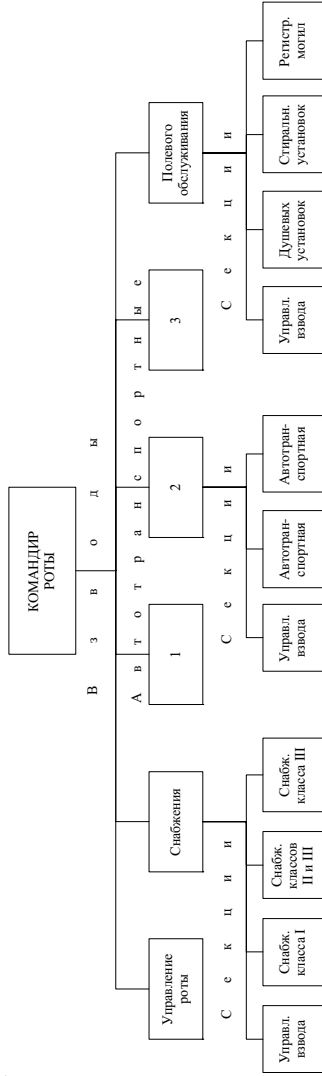 КОМАНДИР
РОТЫ
В з в о д ы
А в т о т р а н с п о р т н ы е
Управление
роты
Снабжения
1
2
3
Полевого
обслуживания
С е к ц и и
С е к ц и и
С е к ц и и
Управл.
взвода
Снабж.
класса I
Снабж.
классов
II и III
Снабж.
класса III
Управл.
взвода
Автотран-
спортная
Автотран-
спортная
Управл.
взвода
Душевых
установок
Стиральн.
установок
Регистр.
могил